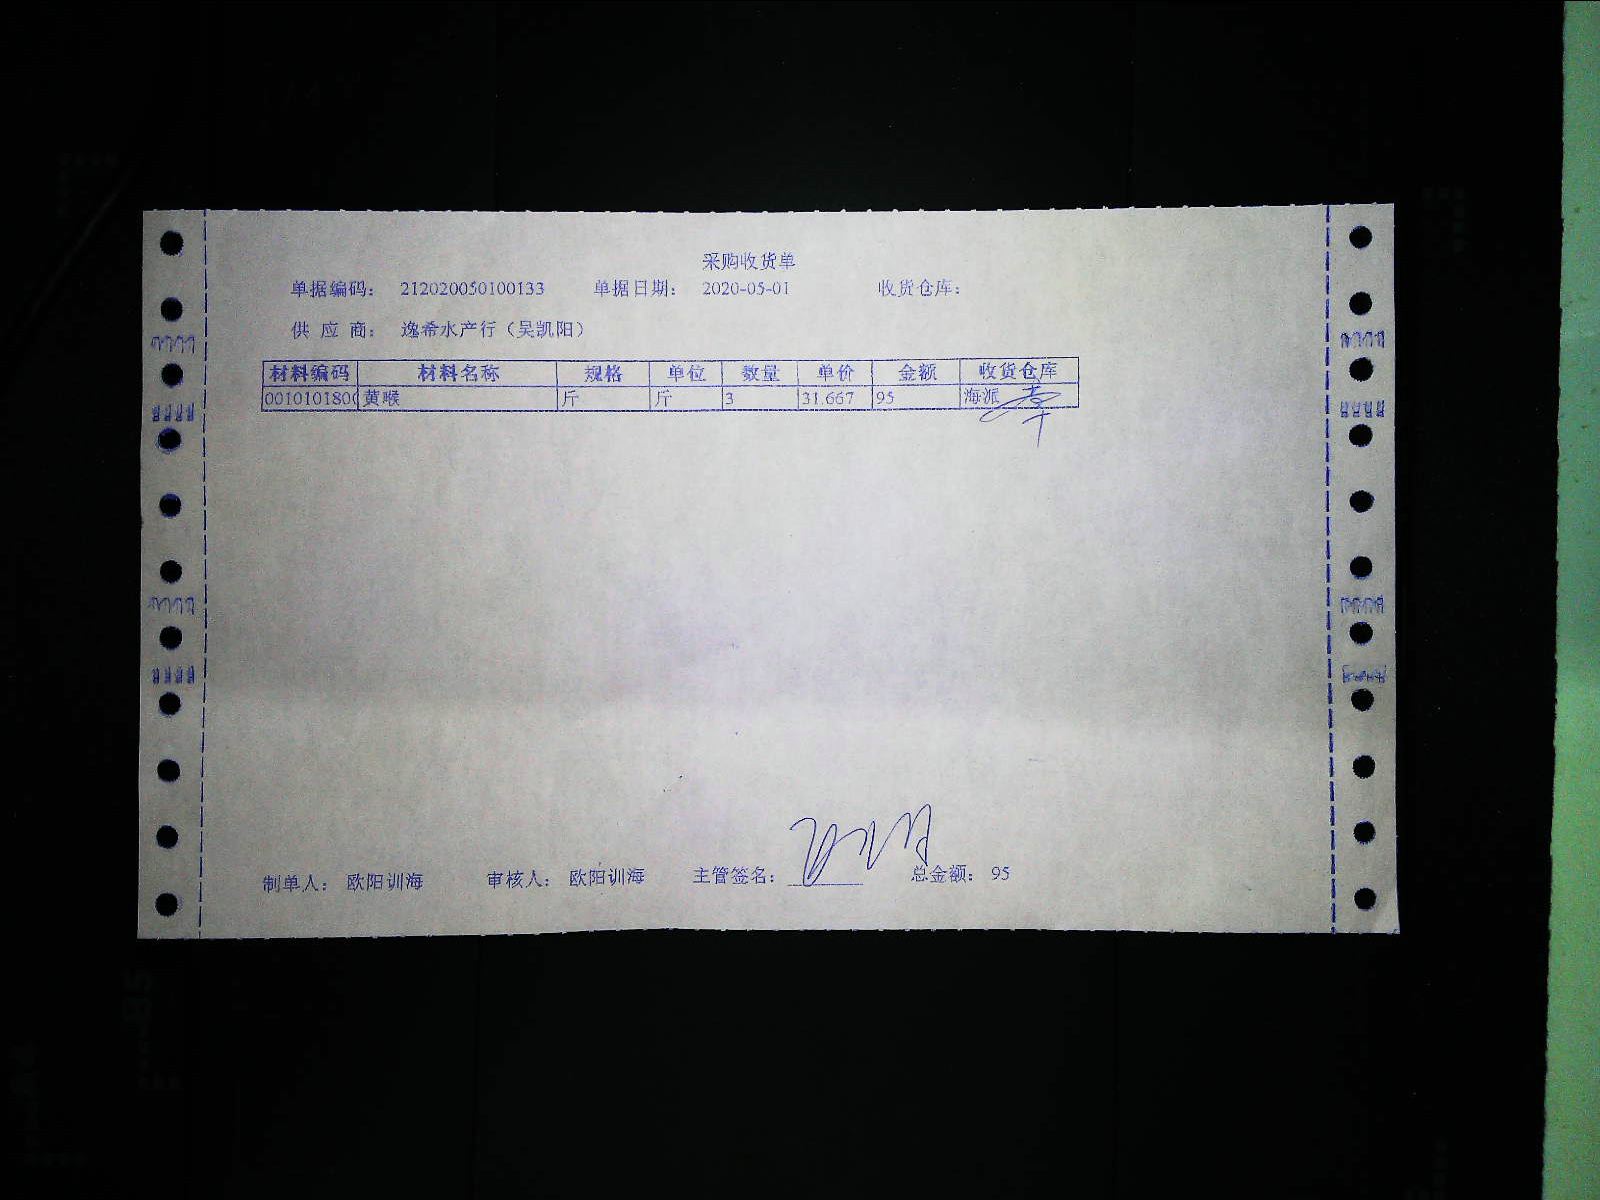 采购收货单
单据编码: 212020050100133 单据日期: 2020-05-01 收货仓库:
供 应 商: 逸希水产行（吴凯阳）
材料编码 材料名称 规格 单位 数量 单价 金额 收货仓库
0010101800 黄喉 斤 斤 3 31.667 95 海派
制单人: 欧阳训海 审核人: 欧阳训海 主管签名: 总金额: 95